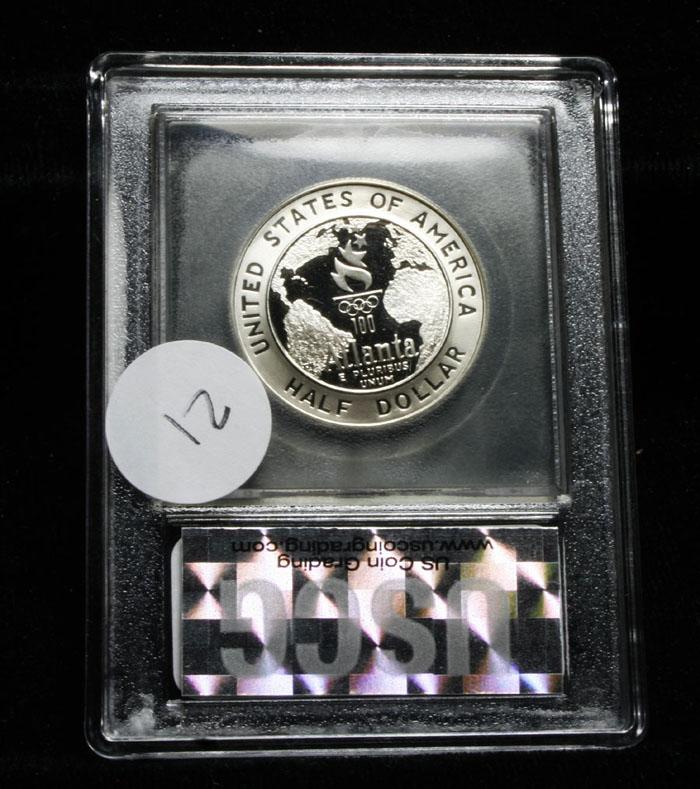 UNITED STATES OF AMERICA
100
Atlanta
E PLURIBUS
UNUM
HALF DOLLAR
12
www.uscoingrading.com
US Coin Grading
USCG